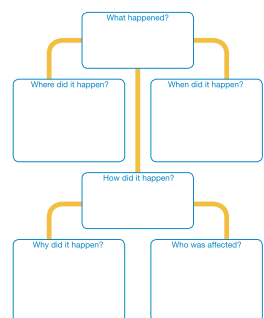 What happened?
Where did it happen?
When did it happen?
How did it happen?
Why did it happen?
Who was affected?